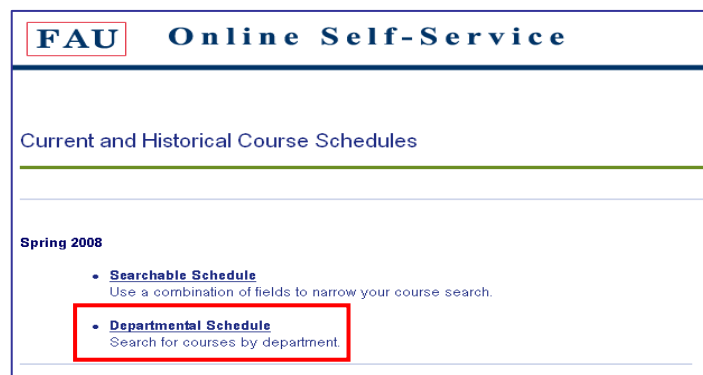 FAU Online Self-Service
Current and Historical Course Schedules
Spring 2008
• Searchable Schedule
Use a combination of fields to narrow your course search.
• Departmental Schedule
Search for courses by department.